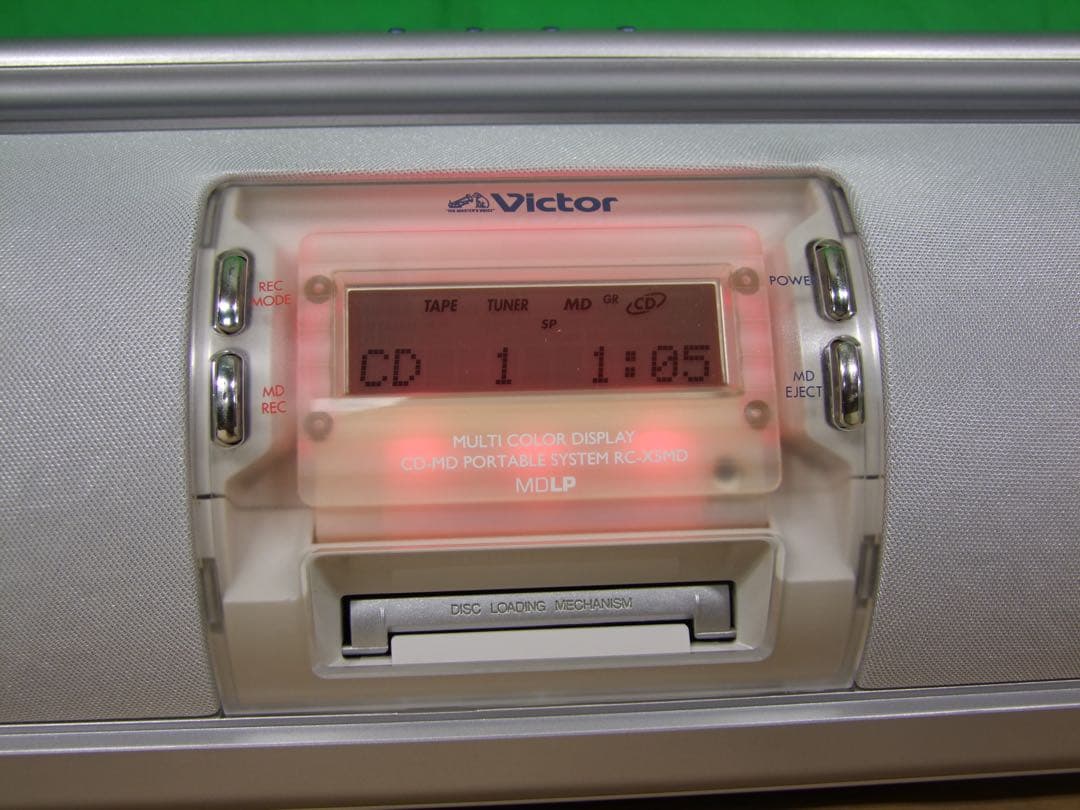 "HIS MASTER'S VOICE"
Victor
REC
MODE
POWER
TAPE TUNER MD GR CD
SP
CD 1 1:05
MD
REC
MD
EJECT
MULTI COLOR DISPLAY
CD-MD PORTABLE SYSTEM RC-X5MD
MDLP
DISC LOADING MECHANISM